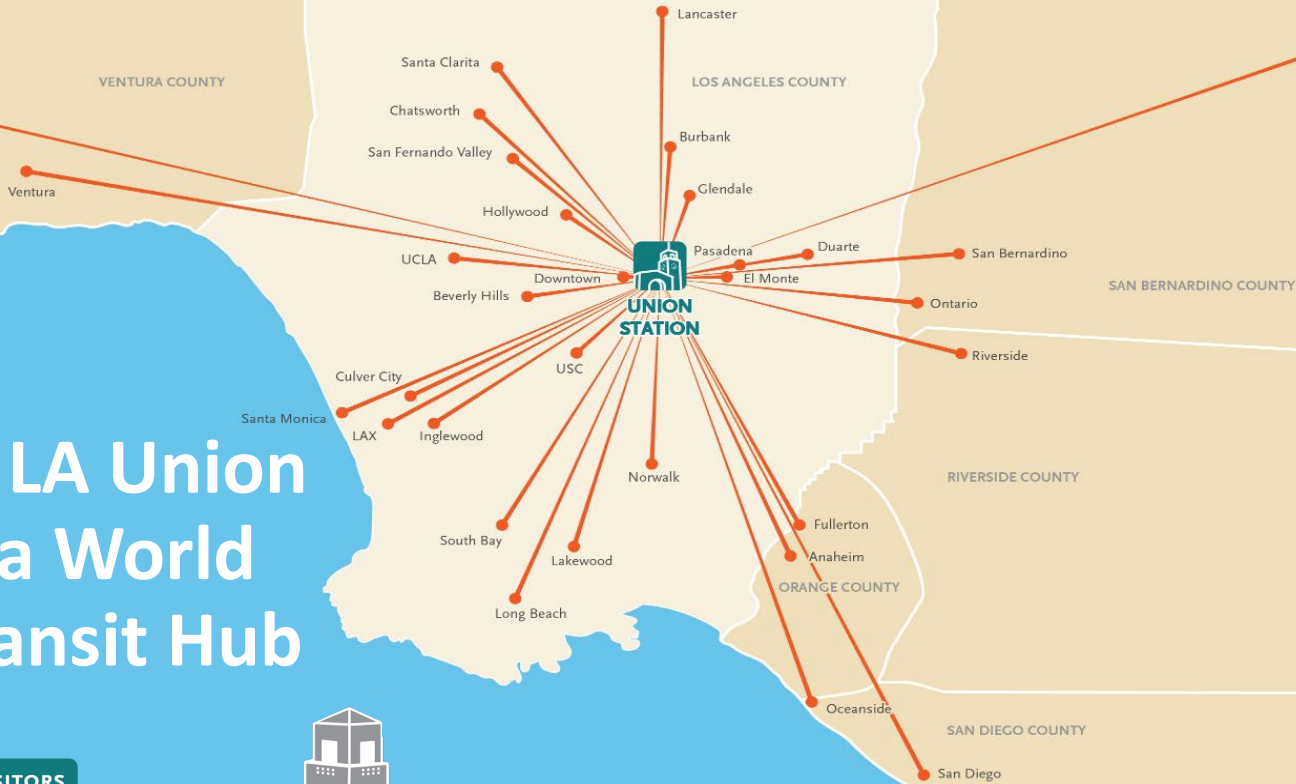 Lancaster
Santa Clarita
VENTURA COUNTY
LOS ANGELES COUNTY
Chatsworth
Burbank
San Fernando Valley
Glendale
Ventura
Hollywood
Pasadena
Duarte
San Bernardino
UCLA
Downtown
El Monte
SAN BERNARDINO COUNTY
Beverly Hills
Ontario
UNION
STATION
Riverside
USC
Culver City
Santa Monica
LAX
Inglewood
LA Union
a World
ansit Hub
Norwalk
RIVERSIDE COUNTY
Fullerton
South Bay
Anaheim
Lakewood
ORANGE COUNTY
Long Beach
Oceanside
SAN DIEGO COUNTY
San Diego
SITORS